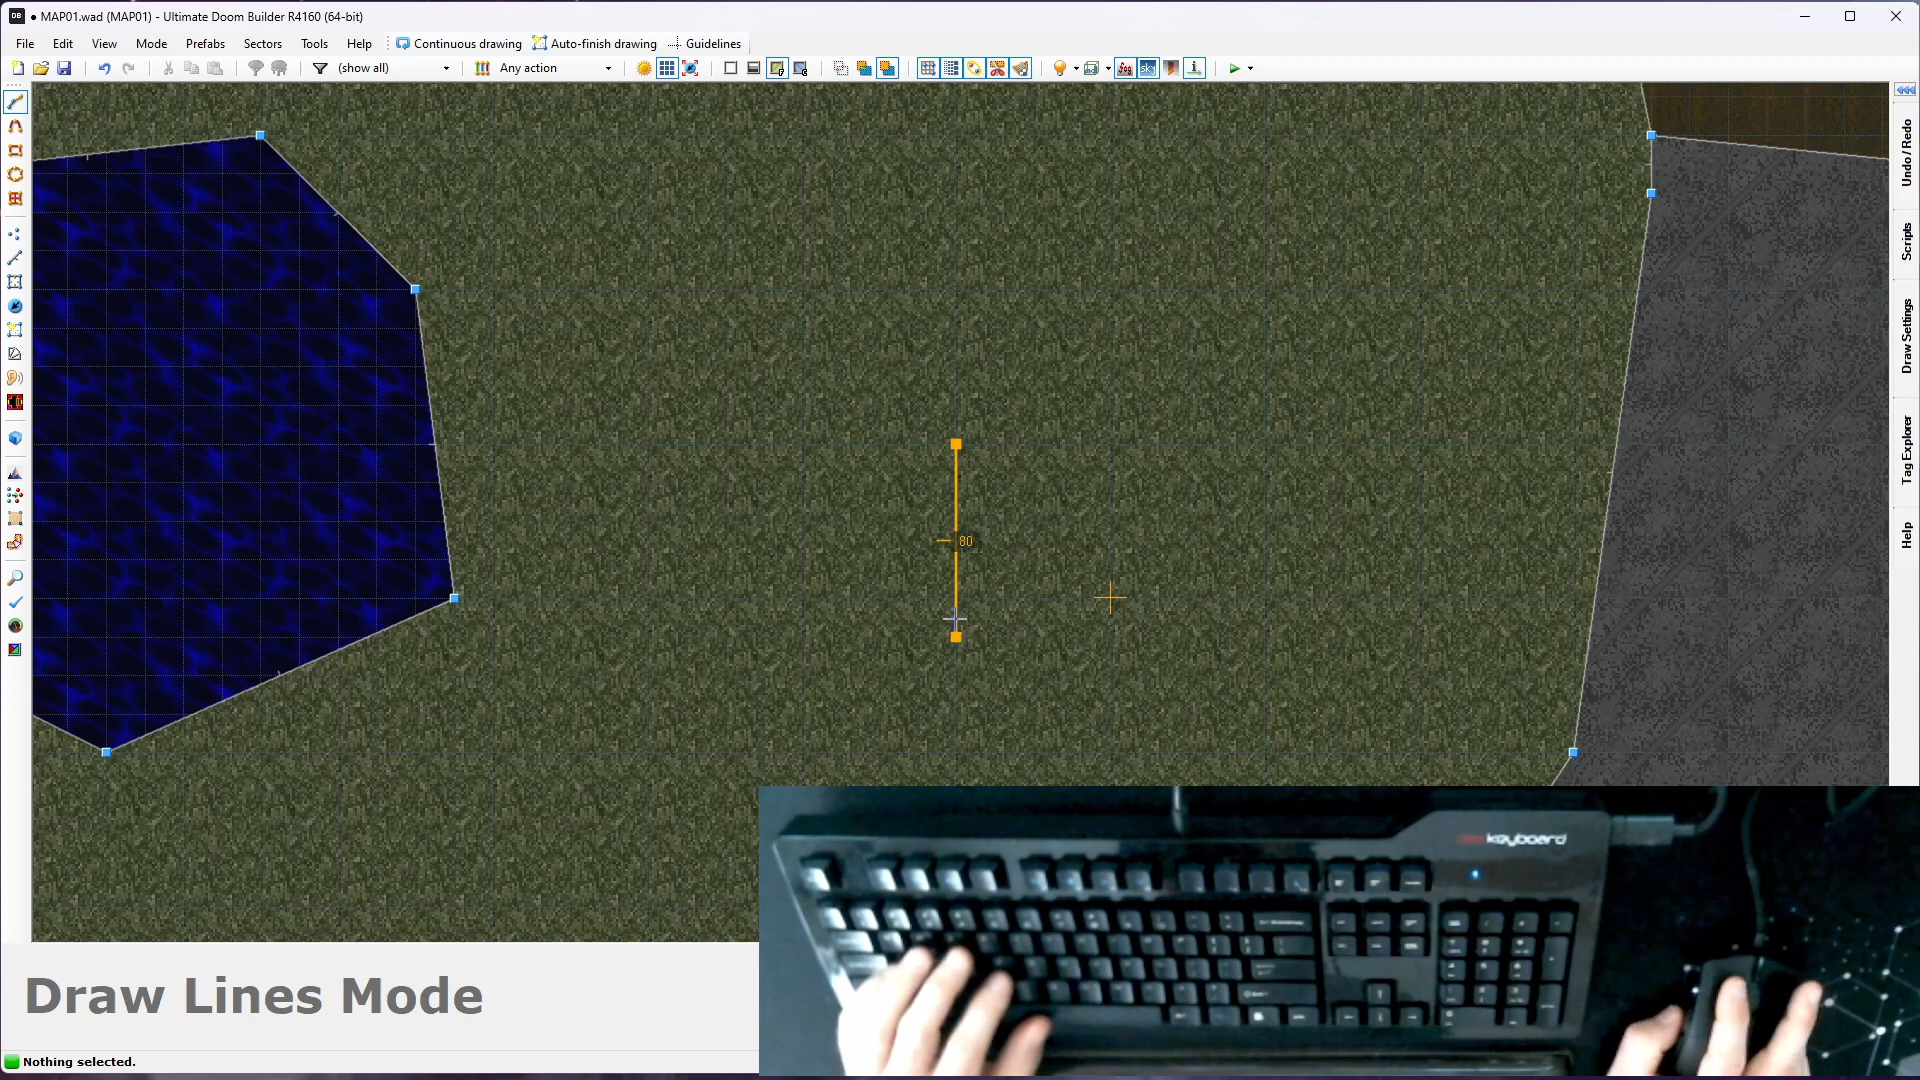 DB ● MAP01.wad (MAP01) - Ultimate Doom Builder R4160 (64-bit)
File Edit View Mode Prefabs Sectors Tools Help Continuous drawing Auto-finish drawing Guidelines
(show all) Any action
Undo / Redo
Scripts
Draw Settings
Tag Explorer
Help
80
keyboard
Draw Lines Mode
Nothing selected.